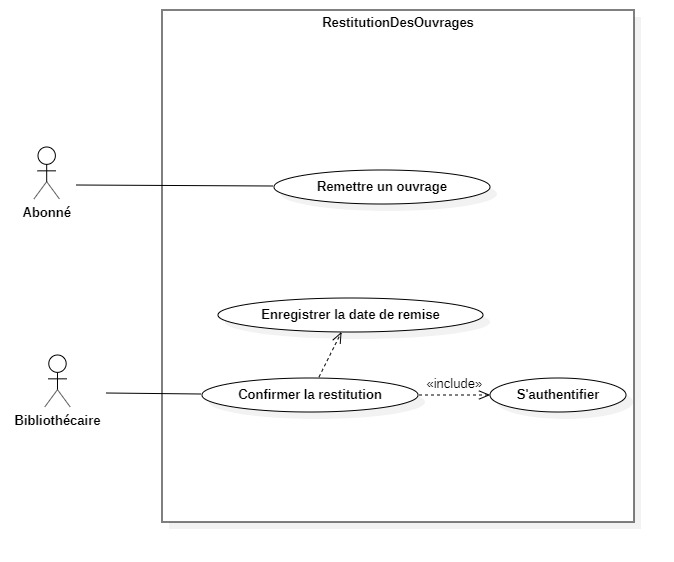 RestitutionDesOuvrages
Remettre un ouvrage
Abonné
Enregistrer la date de remise
«include»
Confirmer la restitution
S'authentifier
Bibliothécaire